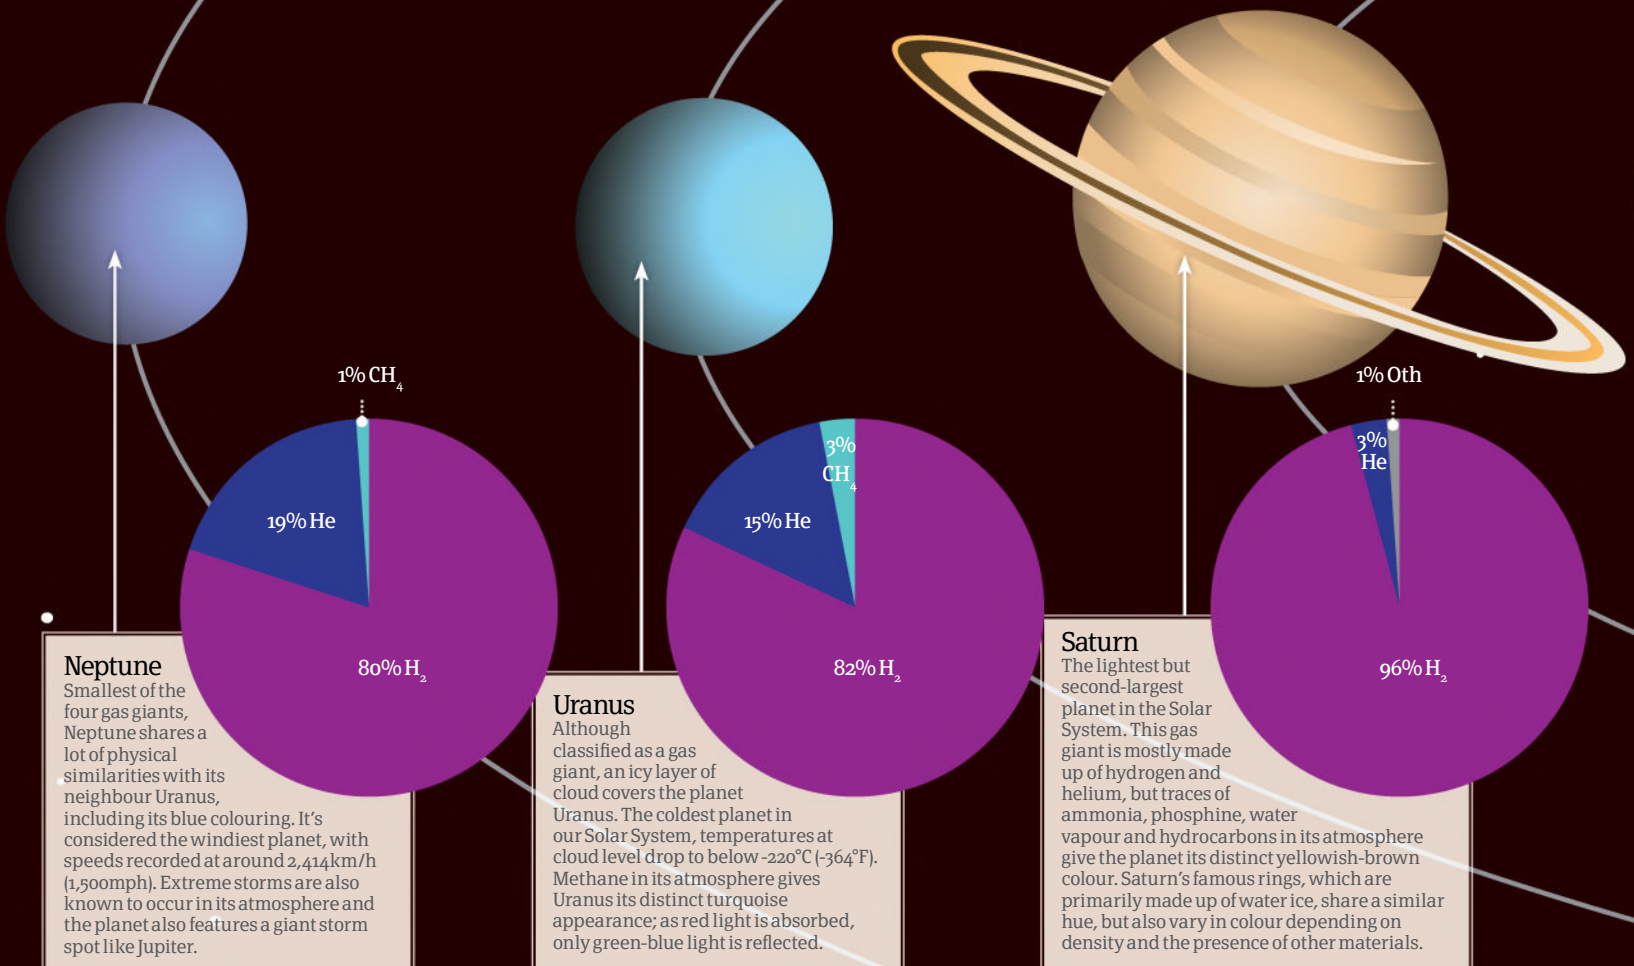 1% CH4
19% He
80% H2
Neptune
Smallest of the
four gas giants,
Neptune shares a
lot of physical
similarities with its
neighbour Uranus,
including its blue colouring. It’s
considered the windiest planet, with
speeds recorded at around 2,414km/h
(1,500mph). Extreme storms are also
known to occur in its atmosphere and
the planet also features a giant storm
spot like Jupiter.
3%
CH4
15% He
82% H2
Uranus
Although
classified as a gas
giant, an icy layer of
cloud covers the planet
Uranus. The coldest planet in
our Solar System, temperatures at
cloud level drop to below -220°C (-364°F).
Methane in its atmosphere gives
Uranus its distinct turquoise
appearance; as red light is absorbed,
only green-blue light is reflected.
1% Oth
3%
He
96% H2
Saturn
The lightest but
second-largest
planet in the Solar
System. This gas
giant is mostly made
up of hydrogen and
helium, but traces of
ammonia, phosphine, water
vapour and hydrocarbons in its atmosphere
give the planet its distinct yellowish-brown
colour. Saturn’s famous rings, which are
primarily made up of water ice, share a similar
hue, but also vary in colour depending on
density and the presence of other materials.